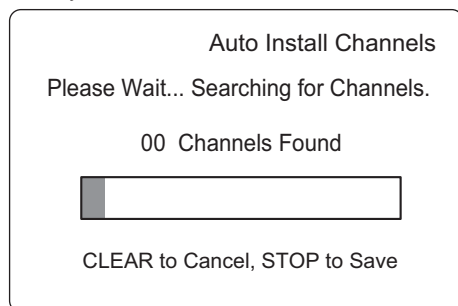 Auto Install Channels
Please Wait... Searching for Channels.
00 Channels Found
CLEAR to Cancel, STOP to Save